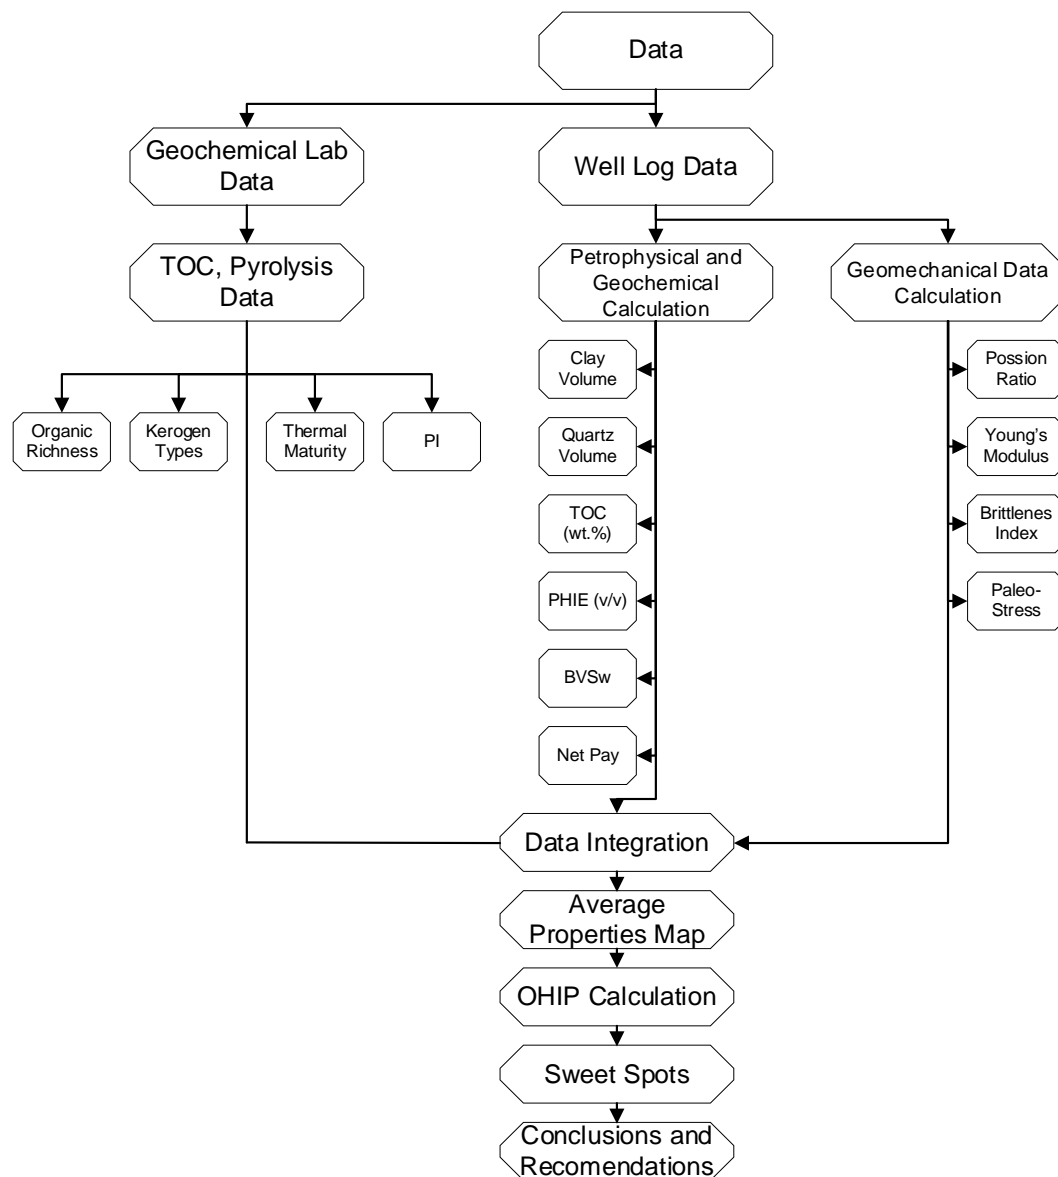 Data
Geochemical Lab
Data
Well Log Data
TOC, Pyrolysis
Data
Petrophysical and
Geochemical
Calculation
Geomechanical Data
Calculation
Organic
Richness
Kerogen
Types
Thermal
Maturity
PI
Clay
Volume
Quartz
Volume
TOC
(wt.%)
PHIE (v/v)
BVSw
Net Pay
Possion
Ratio
Young's
Modulus
Brittlenes
Index
Paleo-
Stress
Data Integration
Average
Properties Map
OHIP Calculation
Sweet Spots
Conclusions and
Recomendations